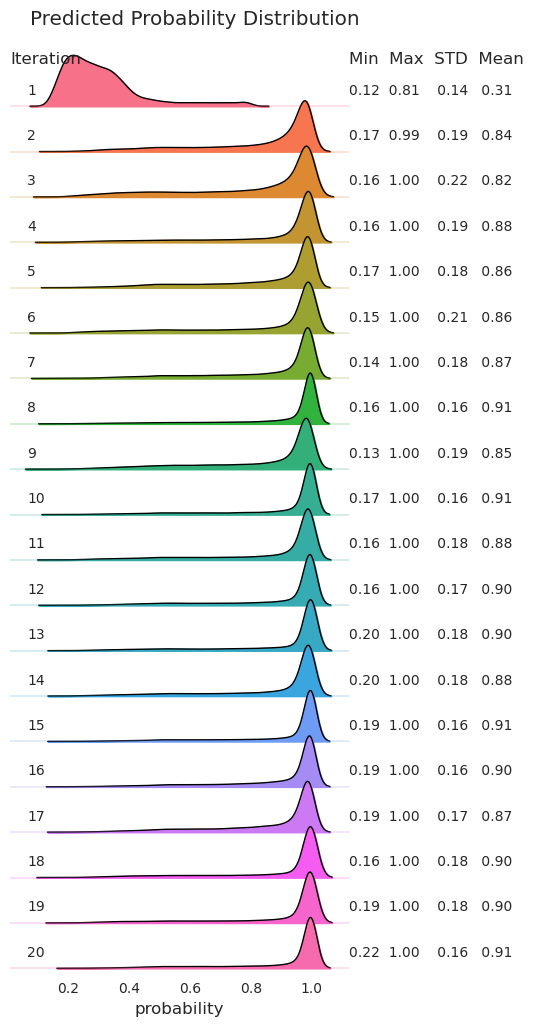 Predicted Probability Distribution
Iteration Min Max STD Mean
1 0.12 0.81 0.14 0.31
2 0.17 0.99 0.19 0.84
3 0.16 1.00 0.22 0.82
4 0.16 1.00 0.19 0.88
5 0.17 1.00 0.18 0.86
6 0.15 1.00 0.21 0.86
7 0.14 1.00 0.18 0.87
8 0.16 1.00 0.16 0.91
9 0.13 1.00 0.19 0.85
10 0.17 1.00 0.16 0.91
11 0.16 1.00 0.18 0.88
12 0.16 1.00 0.17 0.90
13 0.20 1.00 0.18 0.90
14 0.20 1.00 0.18 0.88
15 0.19 1.00 0.16 0.91
16 0.19 1.00 0.16 0.90
17 0.19 1.00 0.17 0.87
18 0.16 1.00 0.18 0.90
19 0.19 1.00 0.18 0.90
20 0.22 1.00 0.16 0.91
0.2 0.4 0.6 0.8 1.0
probability